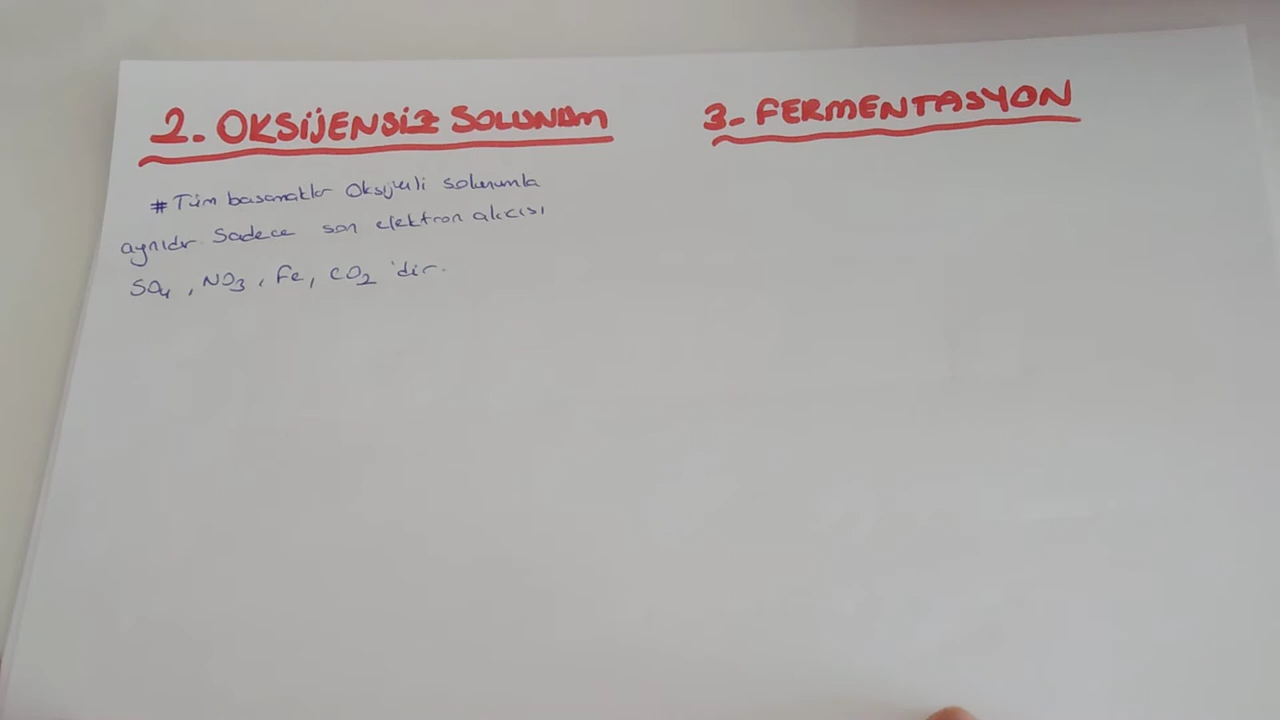 2. OKSİJENSİZ SOLUNUM
# Tüm basamaklar Oksijenli solunumla
aynıdır. Sadece son elektron alıcısı
SO₄, NO₃, Fe, CO₂ 'dir.
3- FERMENTASYON